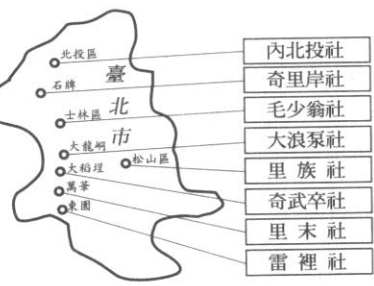 北投區
石牌
士林區
大龍峒
大稻埕
萬華
東園
松山區
臺北市
內北投社
奇里岸社
毛少翁社
大浪泵社
里族社
奇武卒社
里末社
雷裡社